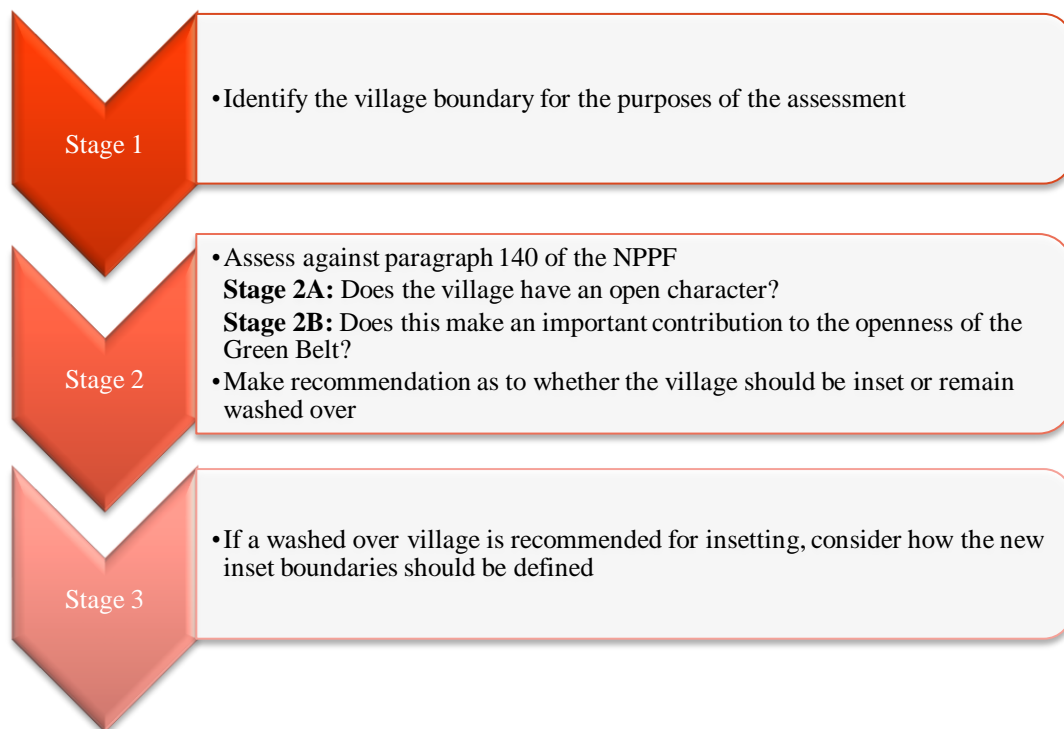 Stage 1
•Identify the village boundary for the purposes of the assessment
Stage 2
•Assess against paragraph 140 of the NPPF
Stage 2A: Does the village have an open character?
Stage 2B: Does this make an important contribution to the openness of the
Green Belt?
•Make recommendation as to whether the village should be inset or remain
washed over
Stage 3
•If a washed over village is recommended for insetting, consider how the new
inset boundaries should be defined